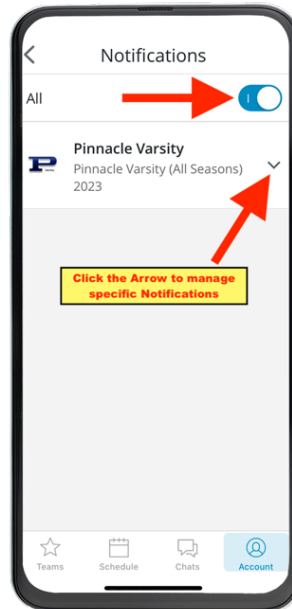 Notifications
All
Pinnacle Varsity
Pinnacle Varsity (All Seasons)
2023
Click the Arrow to manage
specific Notifications
Teams
Schedule
Chats
Account